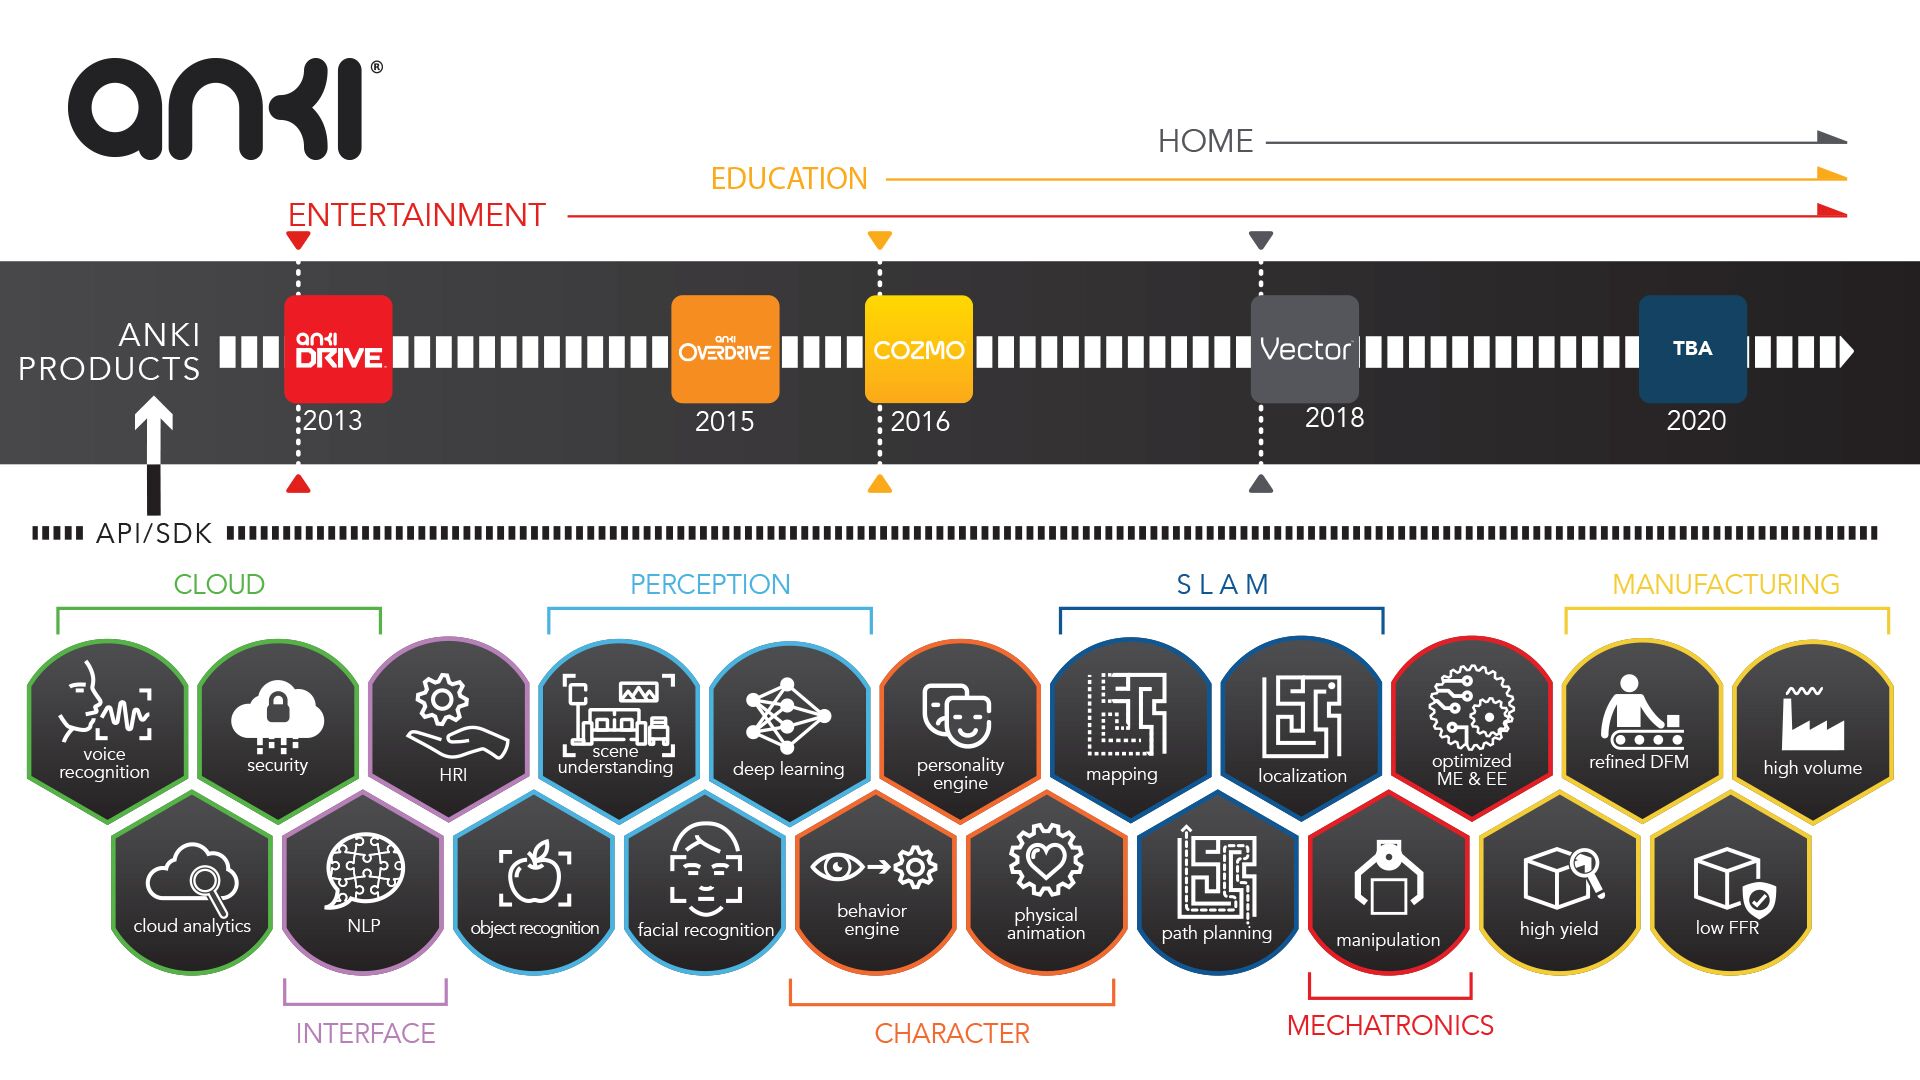 anki®
HOME
EDUCATION
ENTERTAINMENT
ANKI
PRODUCTS
anki
DRIVE
2013
anki
OVERDRIVE
2015
COZMO
2016
Vector
2018
TBA
2020
API/SDK
CLOUD
PERCEPTION
SLAM
MANUFACTURING
voice
recognition
security
HRI
scene
understanding
deep learning
personality
engine
mapping
localization
optimized
ME & EE
refined DFM
high volume
cloud analytics
NLP
object recognition
facial recognition
behavior
engine
physical
animation
path planning
manipulation
high yield
low FFR
INTERFACE
CHARACTER
MECHATRONICS